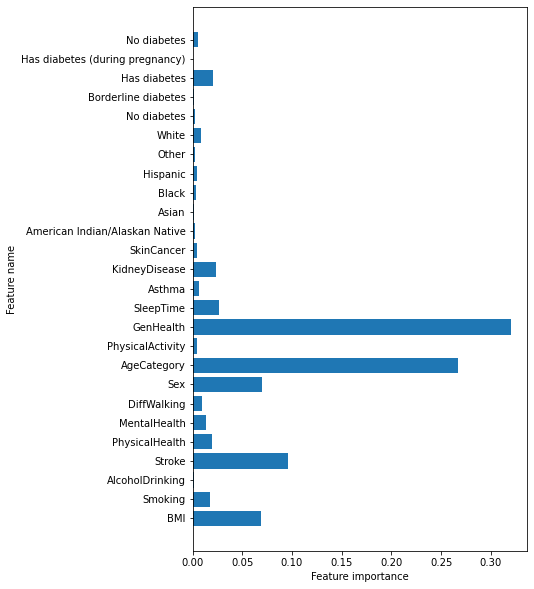 No diabetes
Has diabetes (during pregnancy)
Has diabetes
Borderline diabetes
No diabetes
White
Other
Hispanic
Black
Asian
American Indian/Alaskan Native
SkinCancer
KidneyDisease
Asthma
SleepTime
GenHealth
PhysicalActivity
AgeCategory
Sex
DiffWalking
MentalHealth
PhysicalHealth
Stroke
AlcoholDrinking
Smoking
BMI
Feature name
0.00 0.05 0.10 0.15 0.20 0.25 0.30
Feature importance